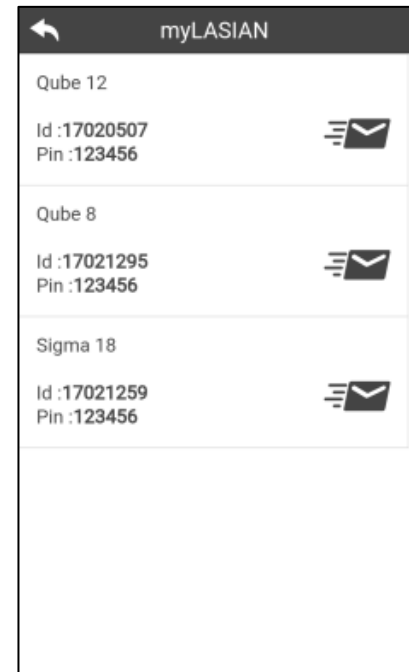 myLASIAN
Qube 12
Id :17020507
Pin :123456
Qube 8
Id :17021295
Pin :123456
Sigma 18
Id :17021259
Pin :123456